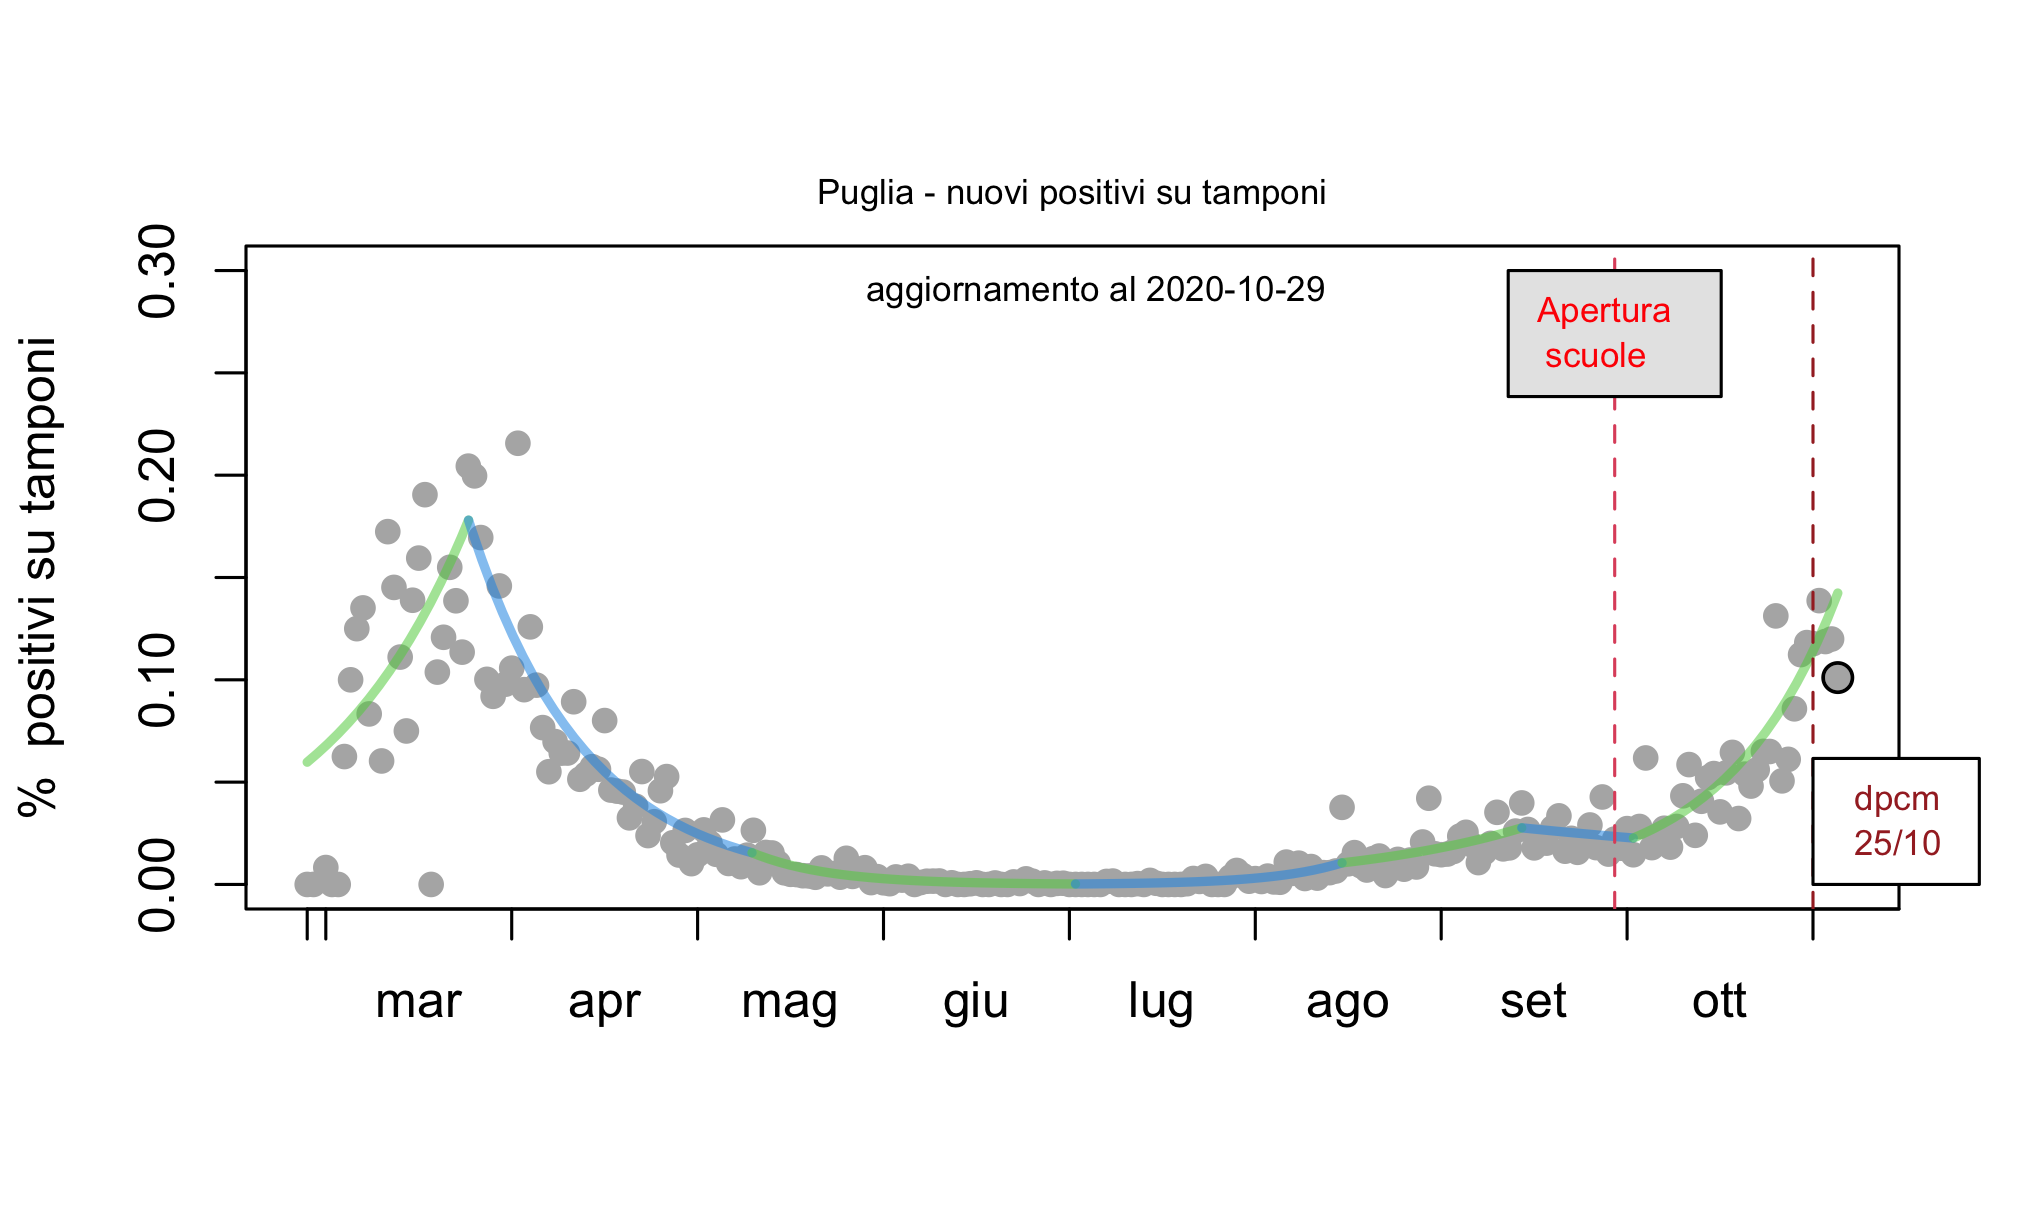 Puglia - nuovi positivi su tamponi
aggiornamento al 2020-10-29
% positivi su tamponi
0.30
0.20
0.10
0.00
Apertura
scuole
dpcm
25/10
mar apr mag giu lug ago set ott